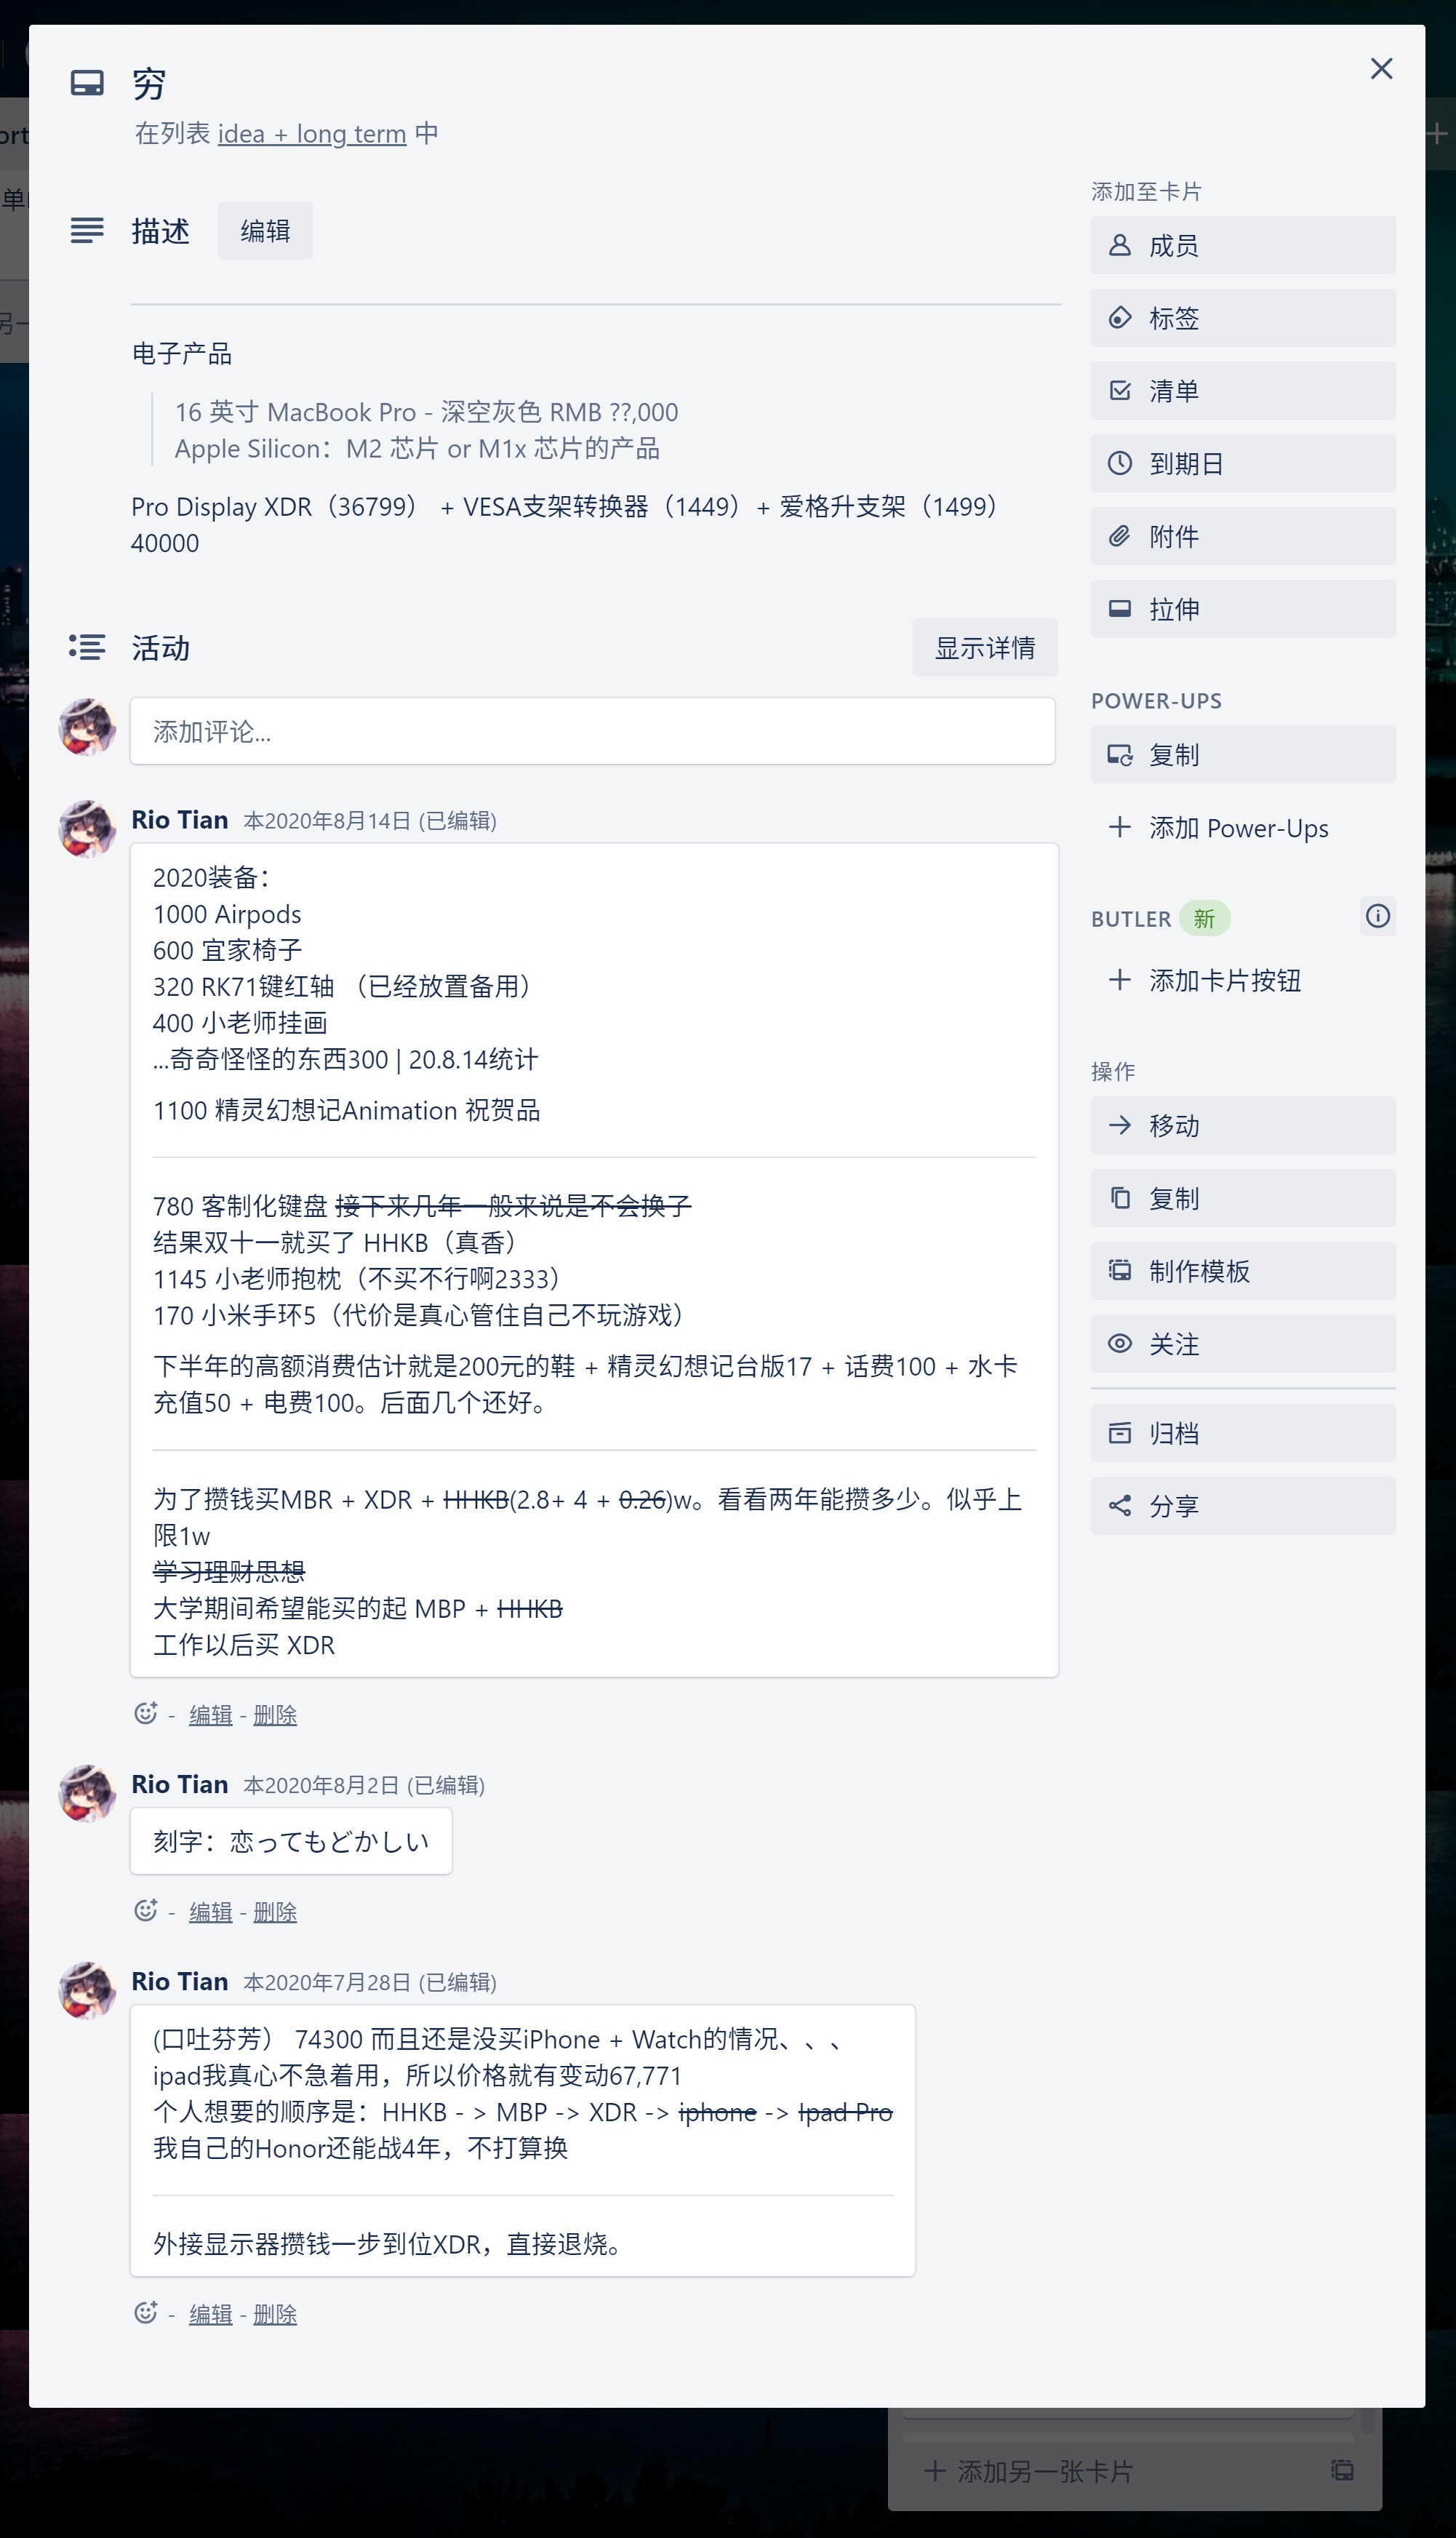 穷
在列表 idea + long term 中
ort
单
另一
描述
编辑
电子产品
16 英寸 MacBook Pro - 深空灰色 RMB ??,000
Apple Silicon：M2 芯片 or M1x 芯片的产品
Pro Display XDR（36799） + VESA支架转换器（1449）+ 爱格升支架（1499）
40000
活动
显示详情
添加评论...
Rio Tian 本2020年8月14日 (已编辑)
2020装备：
1000 Airpods
600 宜家椅子
320 RK71键红轴 （已经放置备用）
400 小老师挂画
...奇奇怪怪的东西300 | 20.8.14统计
1100 精灵幻想记Animation 祝贺品
780 客制化键盘 接下来几年一般来说是不会换了
结果双十一就买了 HHKB（真香）
1145 小老师抱枕（不买不行啊2333）
170 小米手环5（代价是真心管住自己不玩游戏）
下半年的高额消费估计就是200元的鞋 + 精灵幻想记台版17 + 话费100 + 水卡
充值50 + 电费100。后面几个还好。
为了攒钱买MBR + XDR + HHKB(2.8+ 4 + 0.26)w。看看两年能攒多少。似乎上
限1w
学习理财思想
大学期间希望能买的起 MBP + HHKB
工作以后买 XDR
- 编辑 - 删除
Rio Tian 本2020年8月2日 (已编辑)
刻字：恋ってもどかしい
- 编辑 - 删除
Rio Tian 本2020年7月28日 (已编辑)
(口吐芬芳） 74300 而且还是没买iPhone + Watch的情况、、、
ipad我真心不急着用，所以价格就有变动67,771
个人想要的顺序是：HHKB - > MBP -> XDR -> iphone -> Ipad Pro
我自己的Honor还能战4年，不打算换
外接显示器攒钱一步到位XDR，直接退烧。
- 编辑 - 删除
添加至卡片
成员
标签
清单
到期日
附件
拉伸
POWER-UPS
复制
添加 Power-Ups
BUTLER 新
添加卡片按钮
操作
移动
复制
制作模板
关注
归档
分享
添加另一张卡片